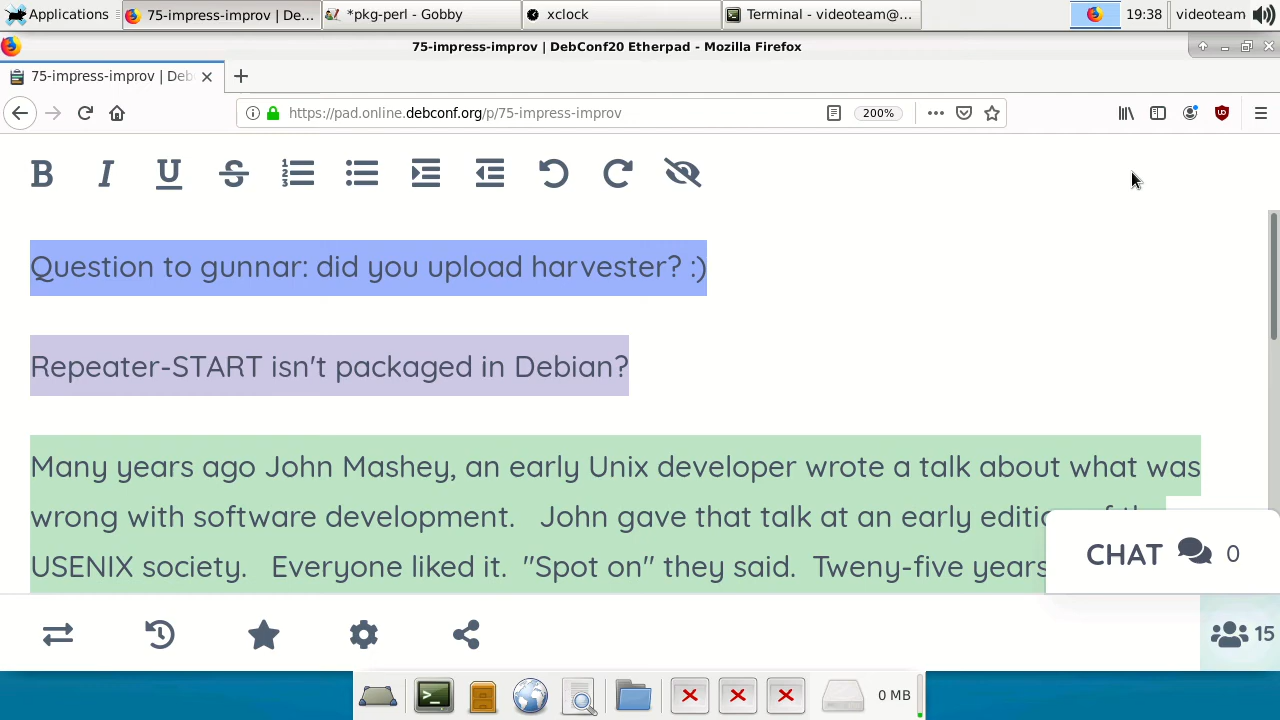 Applications
75-impress-improv | De...
*pkg-perl - Gobby
xclock
Terminal - videoteam@...
19:38
videoteam
75-impress-improv | DebConf20 Etherpad - Mozilla Firefox
75-impress-improv | Deb
https://pad.online.debconf.org/p/75-impress-improv
200%
B I U S
Question to gunnar: did you upload harvester? :)
Repeater-START isn't packaged in Debian?
Many years ago John Mashey, an early Unix developer wrote a talk about what was
wrong with software development. John gave that talk at an early
USENIX society. Everyone liked it. "Spot on" they said. Tweny-five years
CHAT 0
15
0 MB